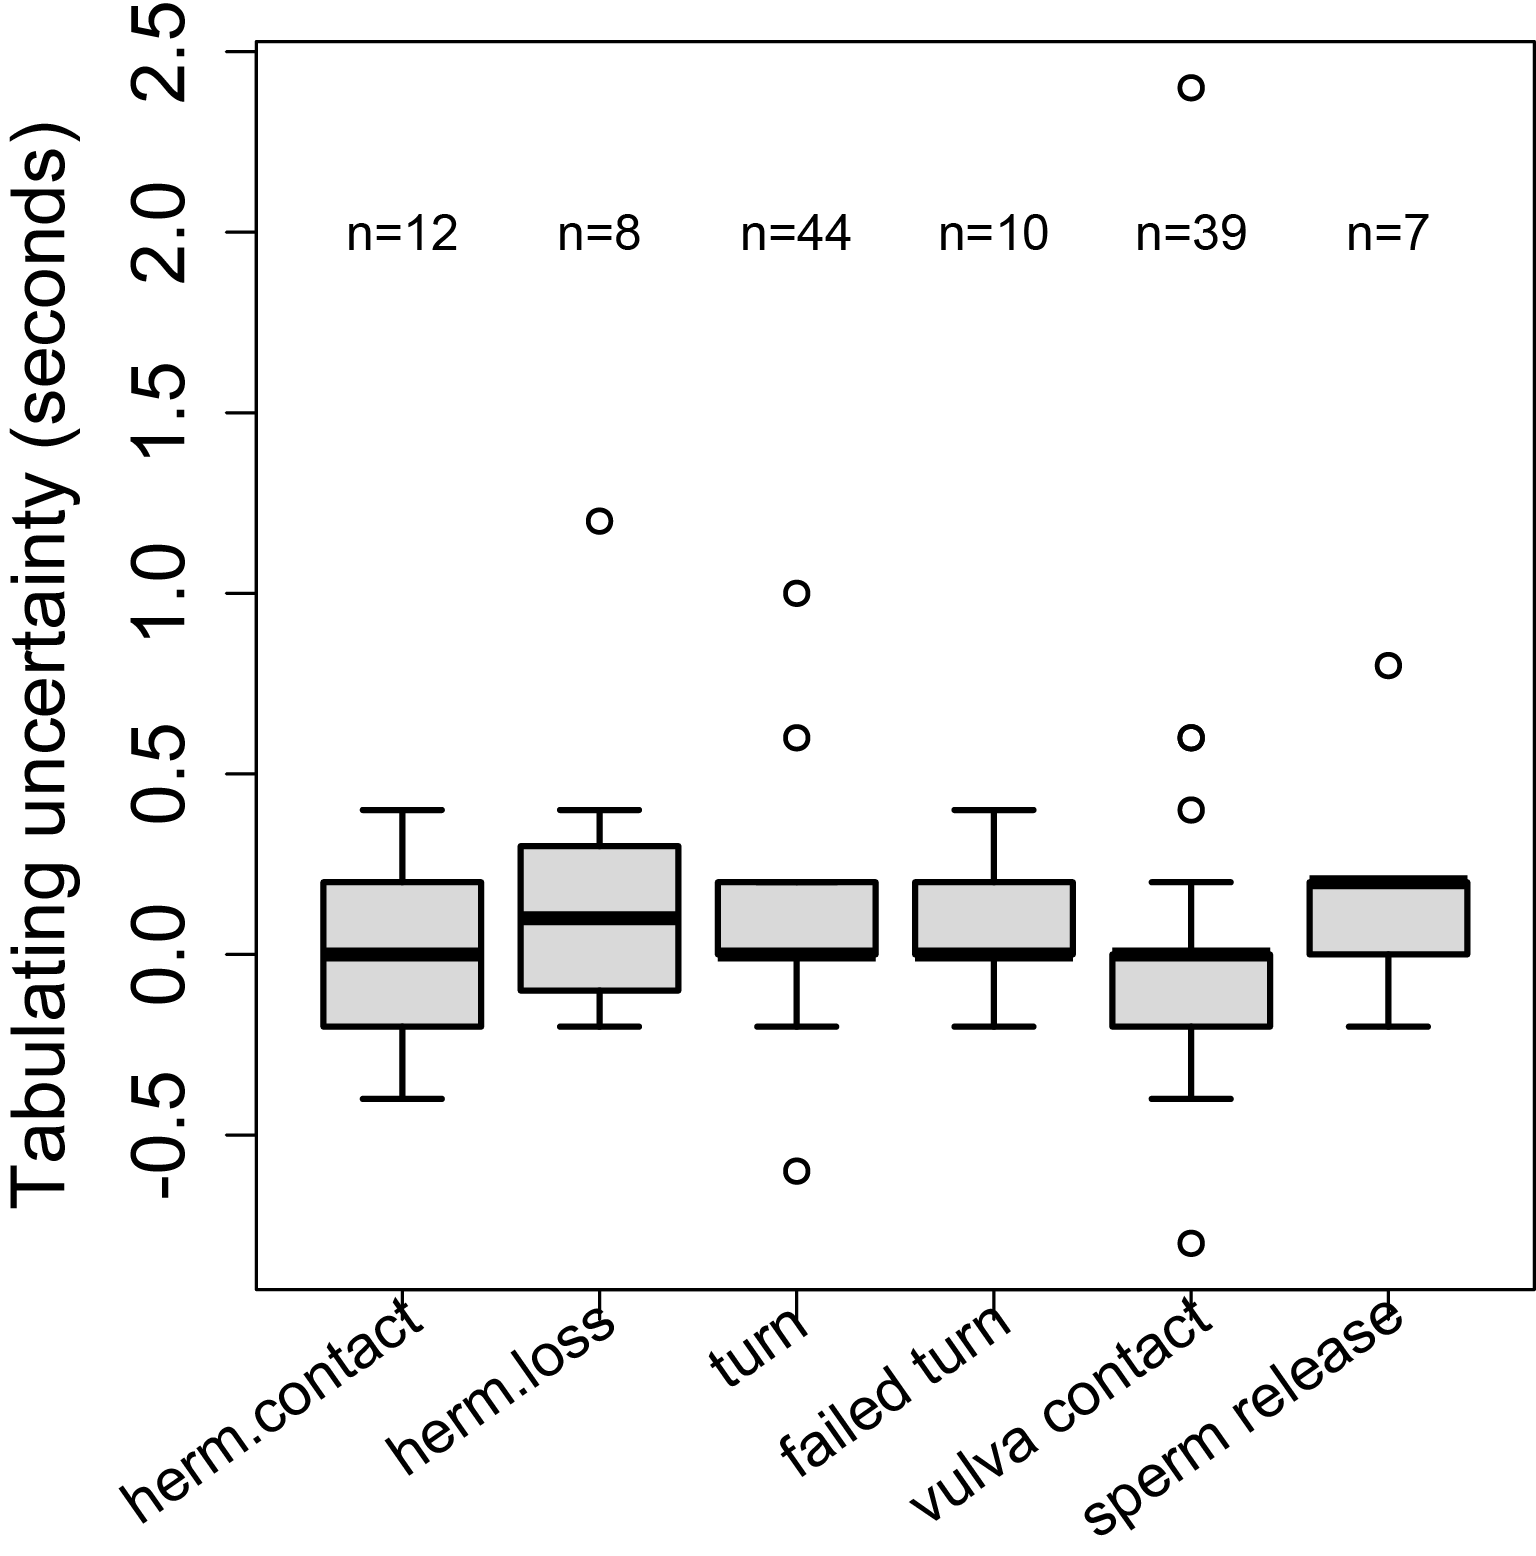 Tabulating uncertainty (seconds)
2.5
2.0
1.5
1.0
0.5
0.0
-0.5
n=12 n=8 n=44 n=10 n=39 n=7
herm.contact
herm.loss
turn
failed turn
vulva contact
sperm release